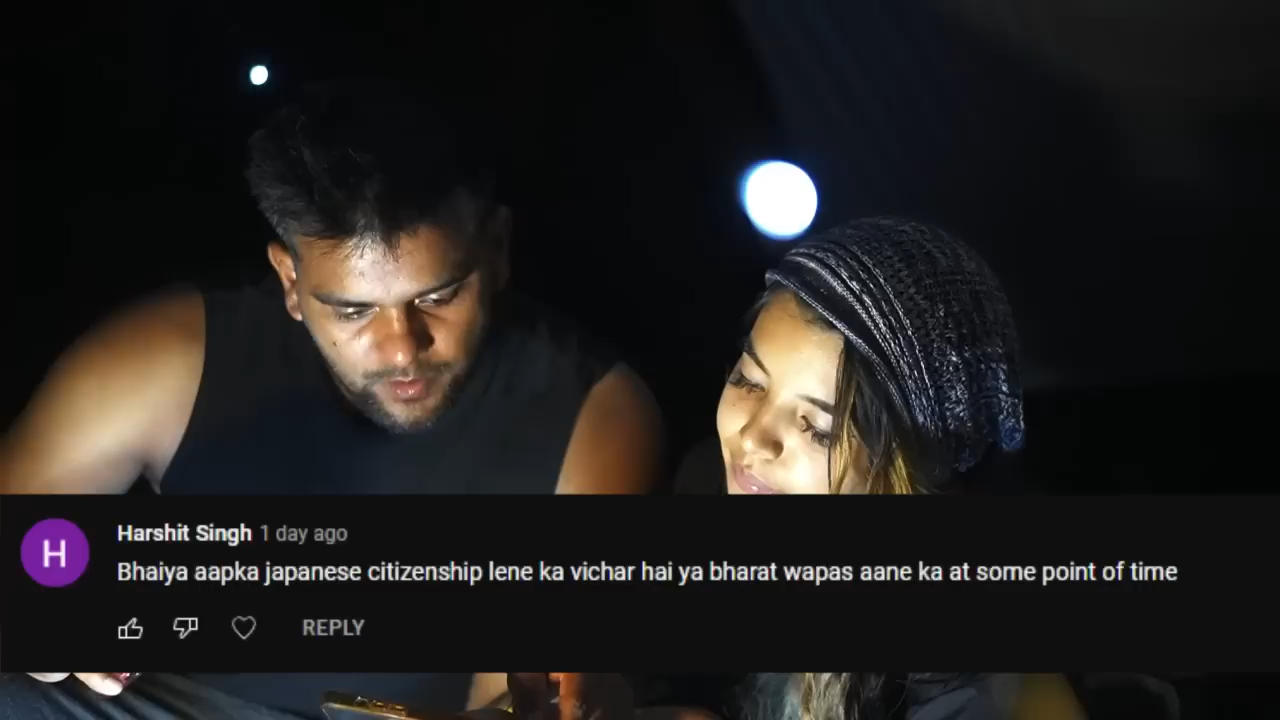 H
Harshit Singh 1 day ago
Bhaiya aapka japanese citizenship lene ka vichar hai ya bharat wapas aane ka at some point of time
REPLY